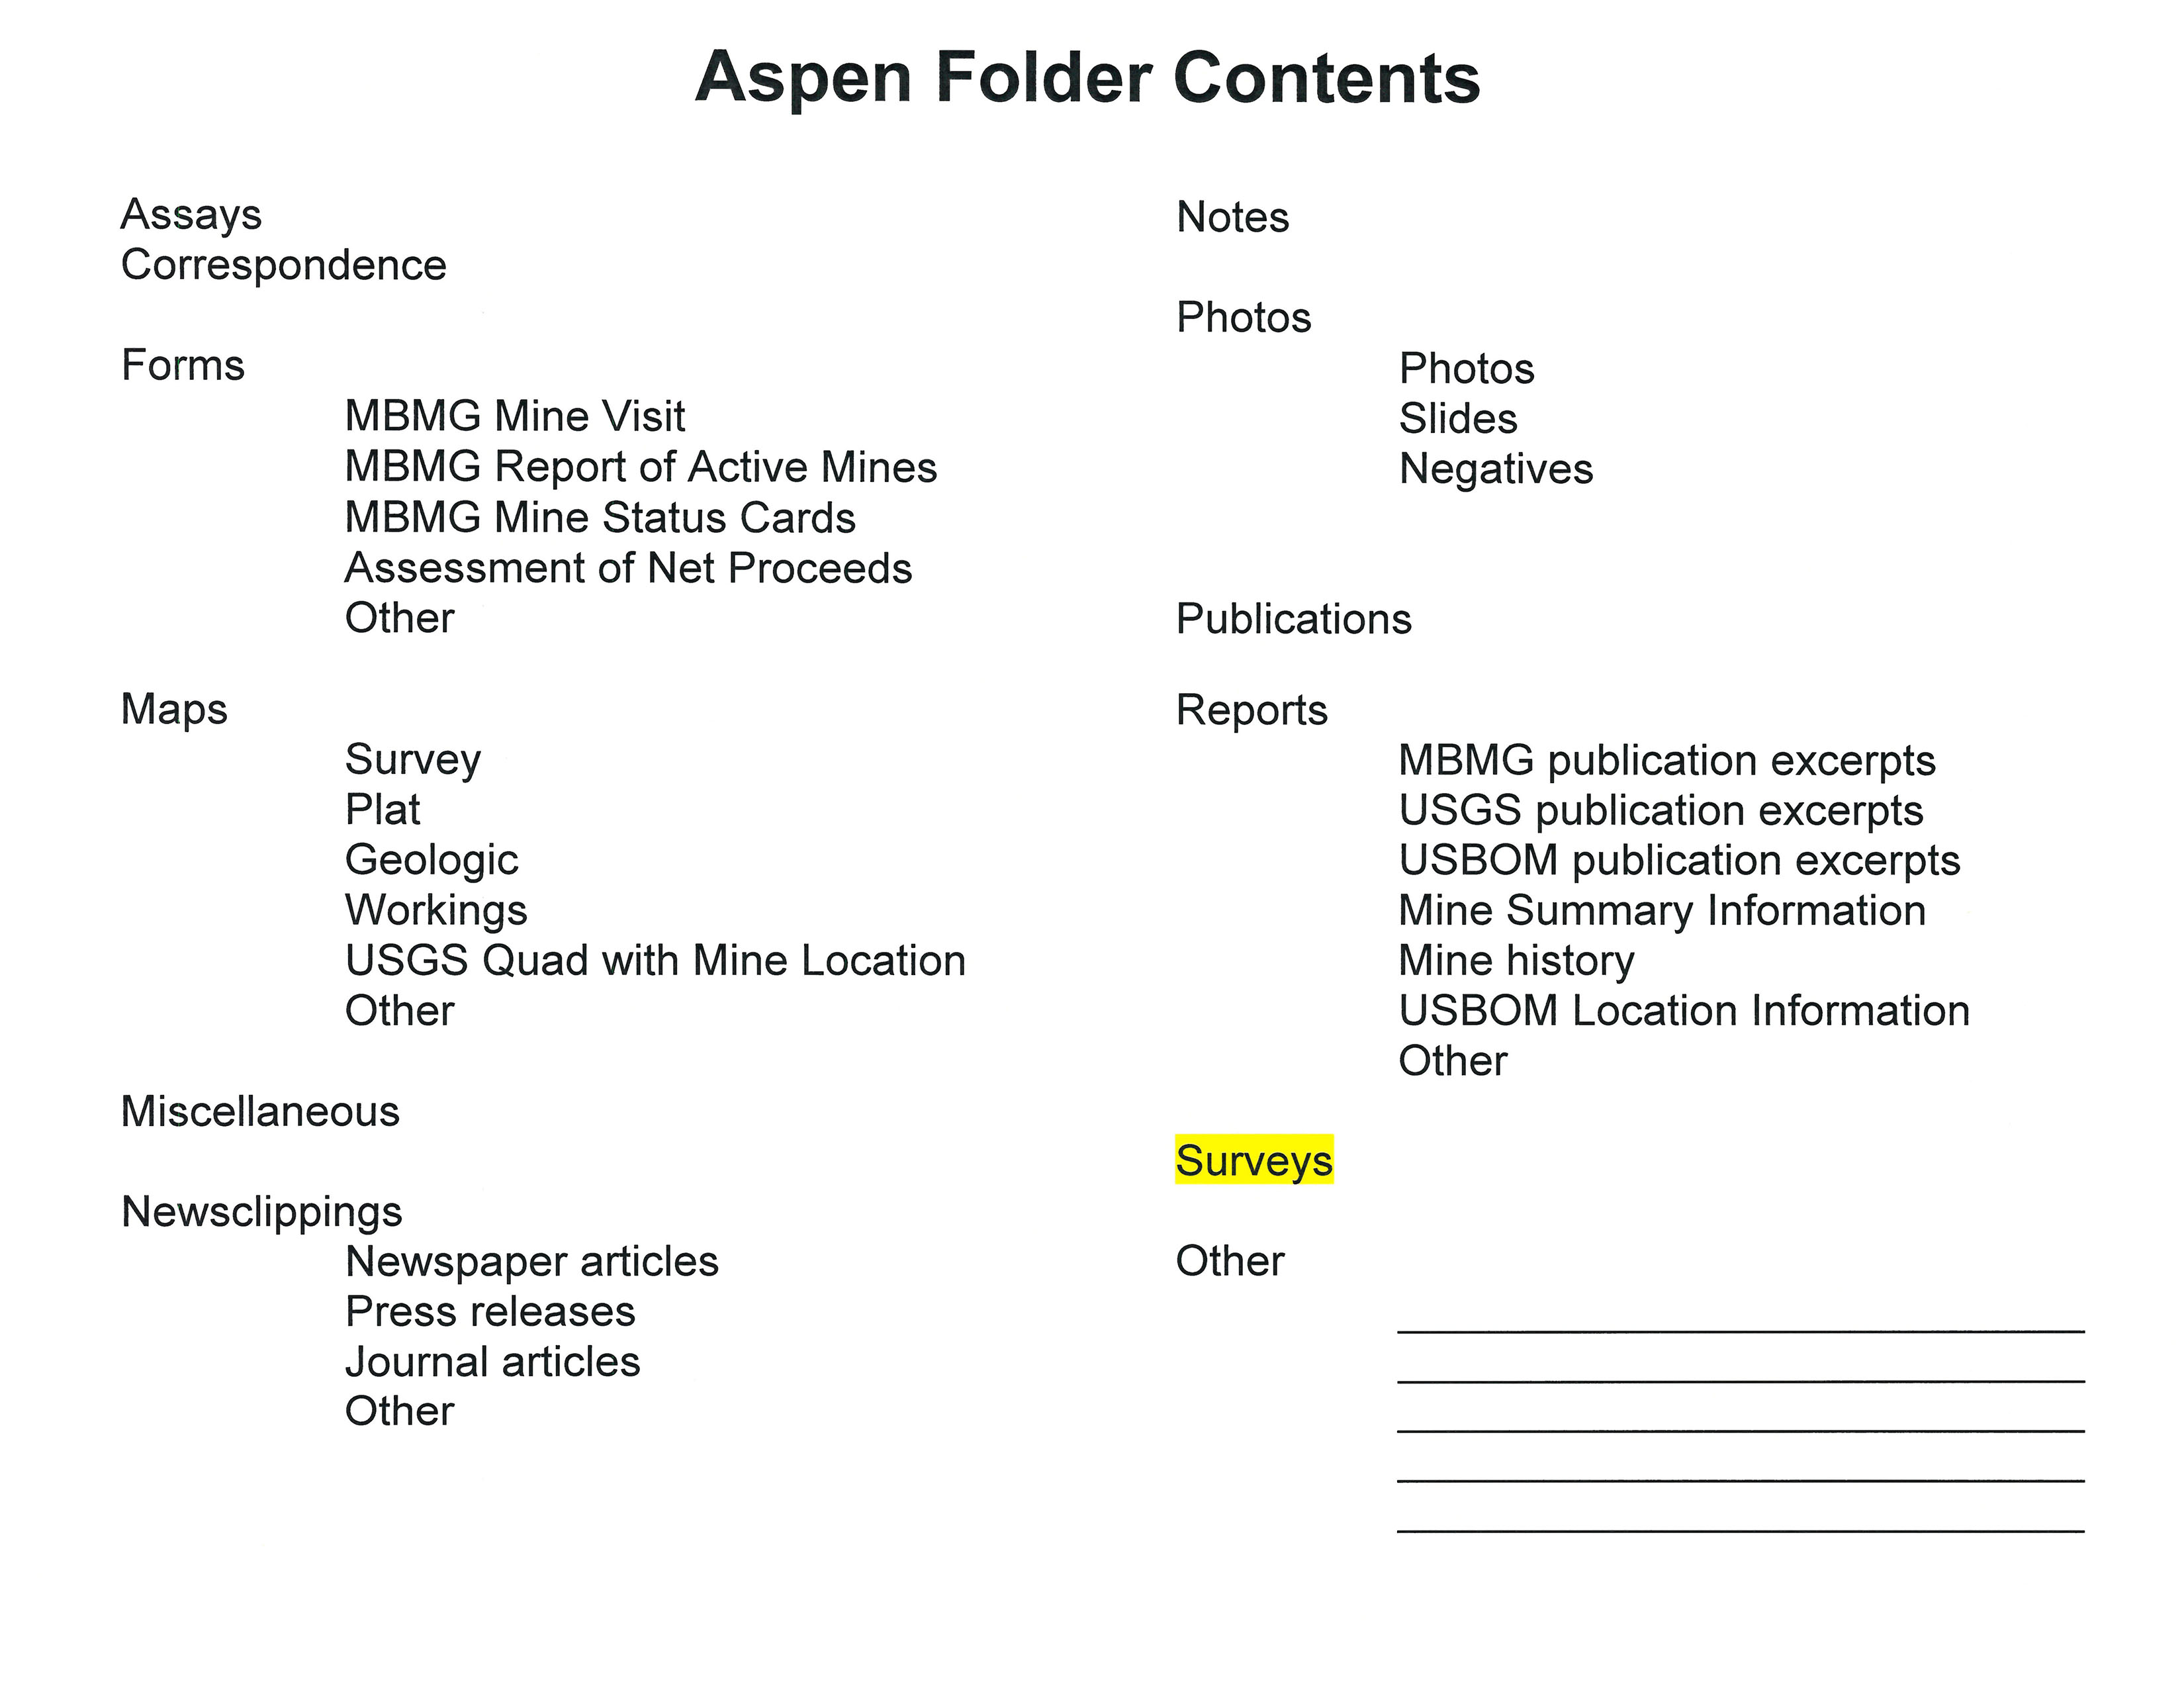 Aspen Folder Contents
Assays
Correspondence
Forms
MBMG Mine Visit
MBMG Report of Active Mines
MBMG Mine Status Cards
Assessment of Net Proceeds
Other
Maps
Survey
Plat
Geologic
Workings
USGS Quad with Mine Location
Other
Miscellaneous
Newsclippings
Newspaper articles
Press releases
Journal articles
Other
Notes
Photos
Photos
Slides
Negatives
Publications
Reports
MBMG publication excerpts
USGS publication excerpts
USBOM publication excerpts
Mine Summary Information
Mine history
USBOM Location Information
Other
Surveys
Other